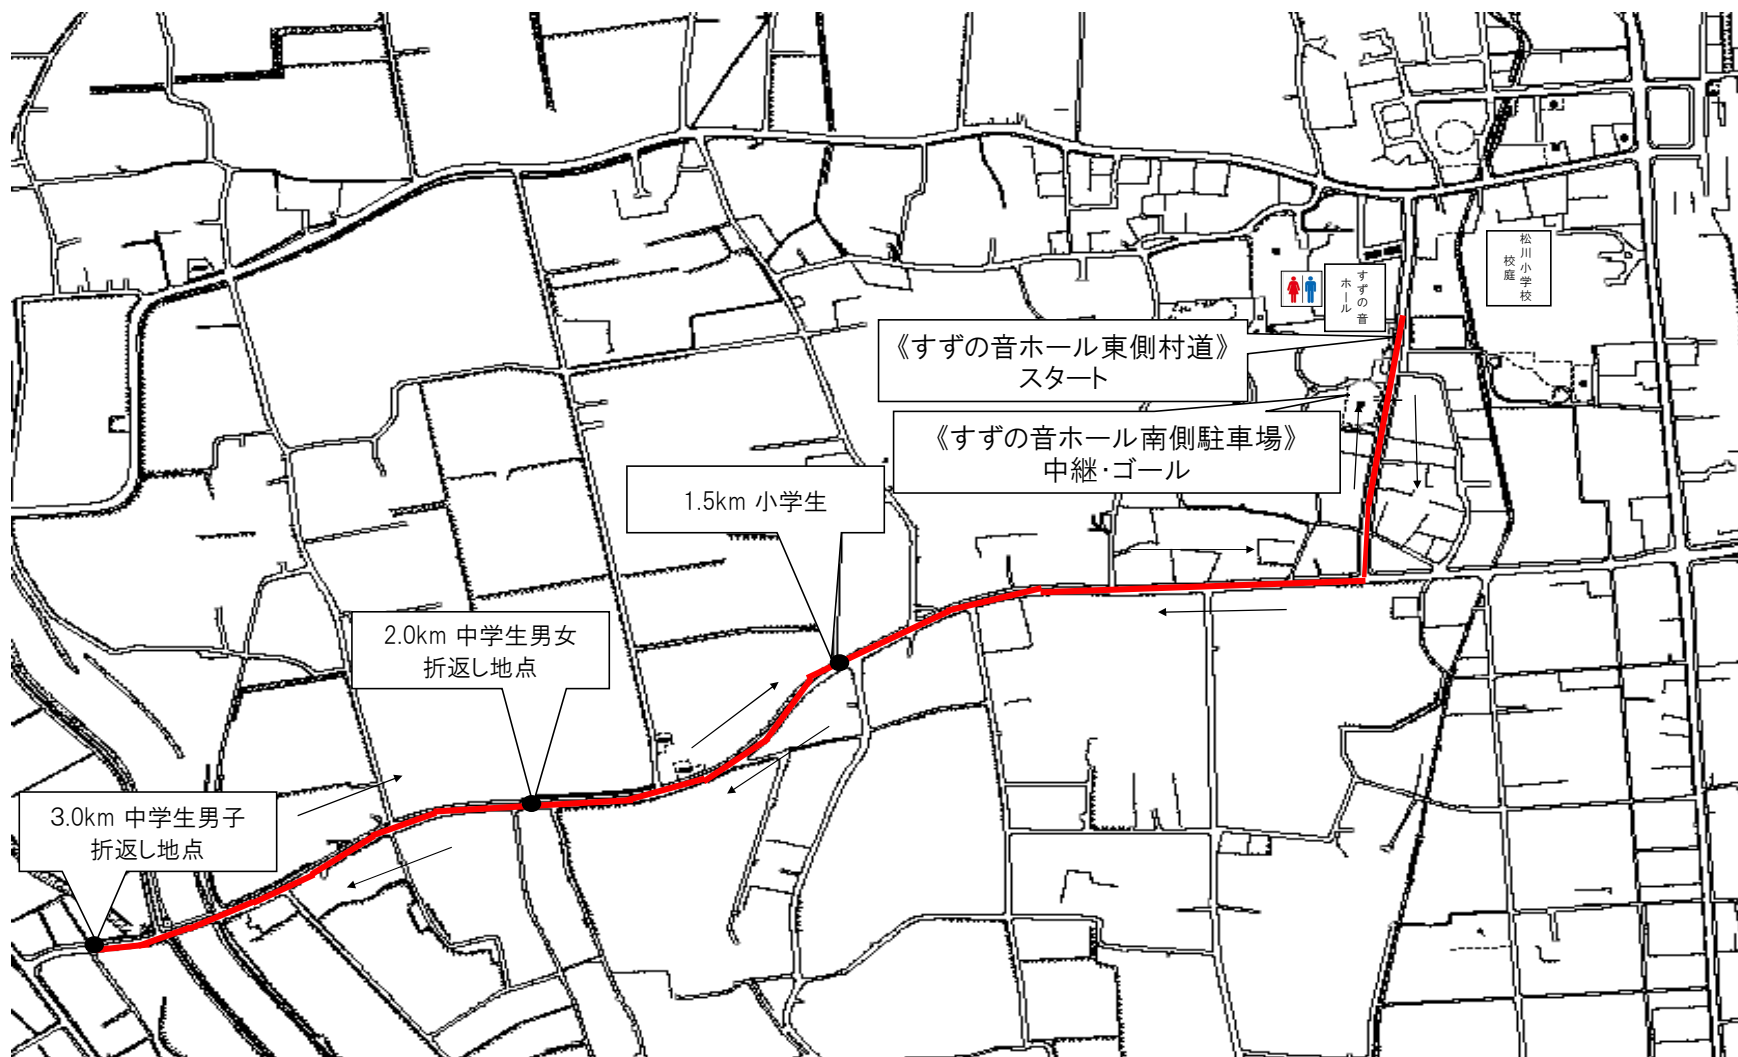 松川小学校
校庭
すずの音
ホール
《すずの音ホール東側村道》
スタート
《すずの音ホール南側駐車場》
中継・ゴール
1.5km 小学生
2.0km 中学生男女
折返し地点
3.0km 中学生男子
折返し地点